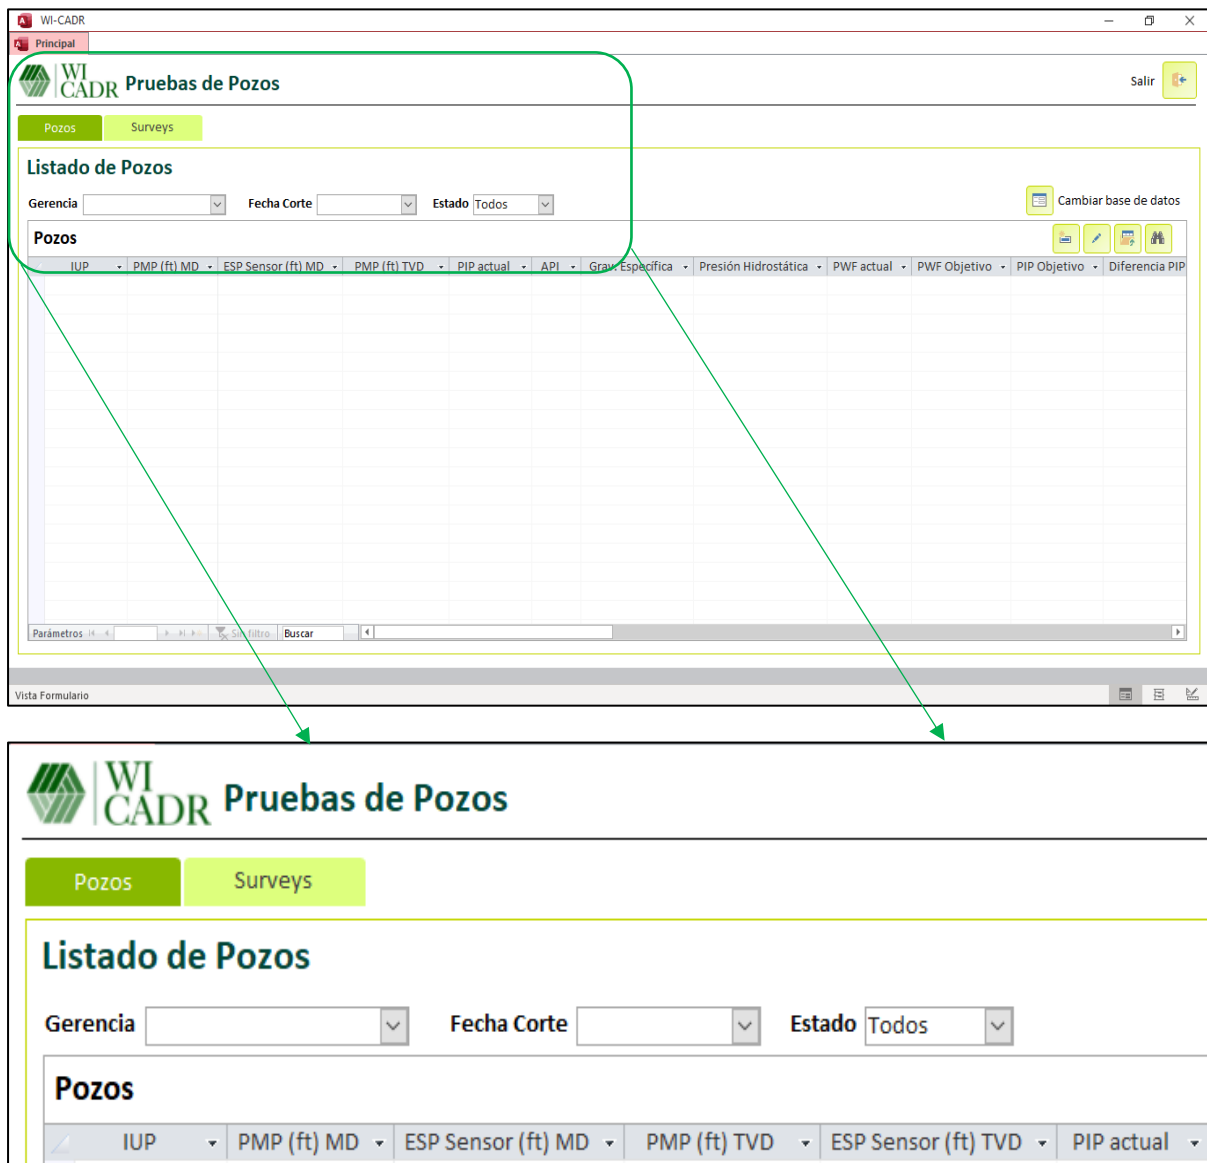 WI-CADR
Principal
WI
CADR Pruebas de Pozos
Salir
Pozos Surveys
Listado de Pozos
Gerencia Fecha Corte Estado Todos
Cambiar base de datos
Pozos
IUP PMP (ft) MD ESP Sensor (ft) MD PMP (ft) TVD PIP actual API Grav. Específica Presión Hidrostática PWF actual PWF Objetivo PIP Objetivo Diferencia PIP
Parámetros Sin filtro Buscar
Vista Formulario
WI
CADR Pruebas de Pozos
Pozos Surveys
Listado de Pozos
Gerencia Fecha Corte Estado Todos
Pozos
IUP PMP (ft) MD ESP Sensor (ft) MD PMP (ft) TVD ESP Sensor (ft) TVD PIP actual